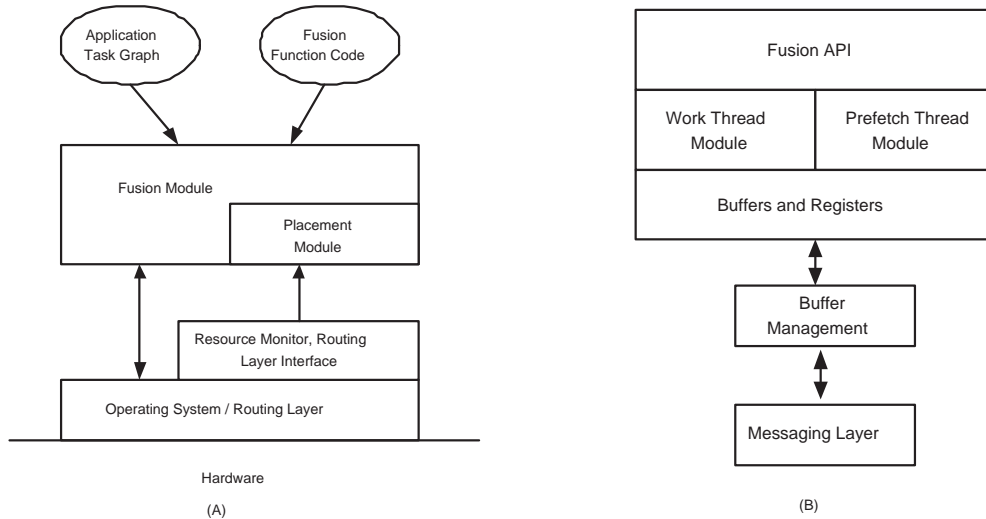 Application
Task Graph
Fusion
Function Code
Fusion Module
Placement
Module
Resource Monitor, Routing
Layer Interface
Operating System / Routing Layer
Hardware
(A)
Fusion API
Work Thread
Module
Prefetch Thread
Module
Buffers and Registers
Buffer
Management
Messaging Layer
(B)